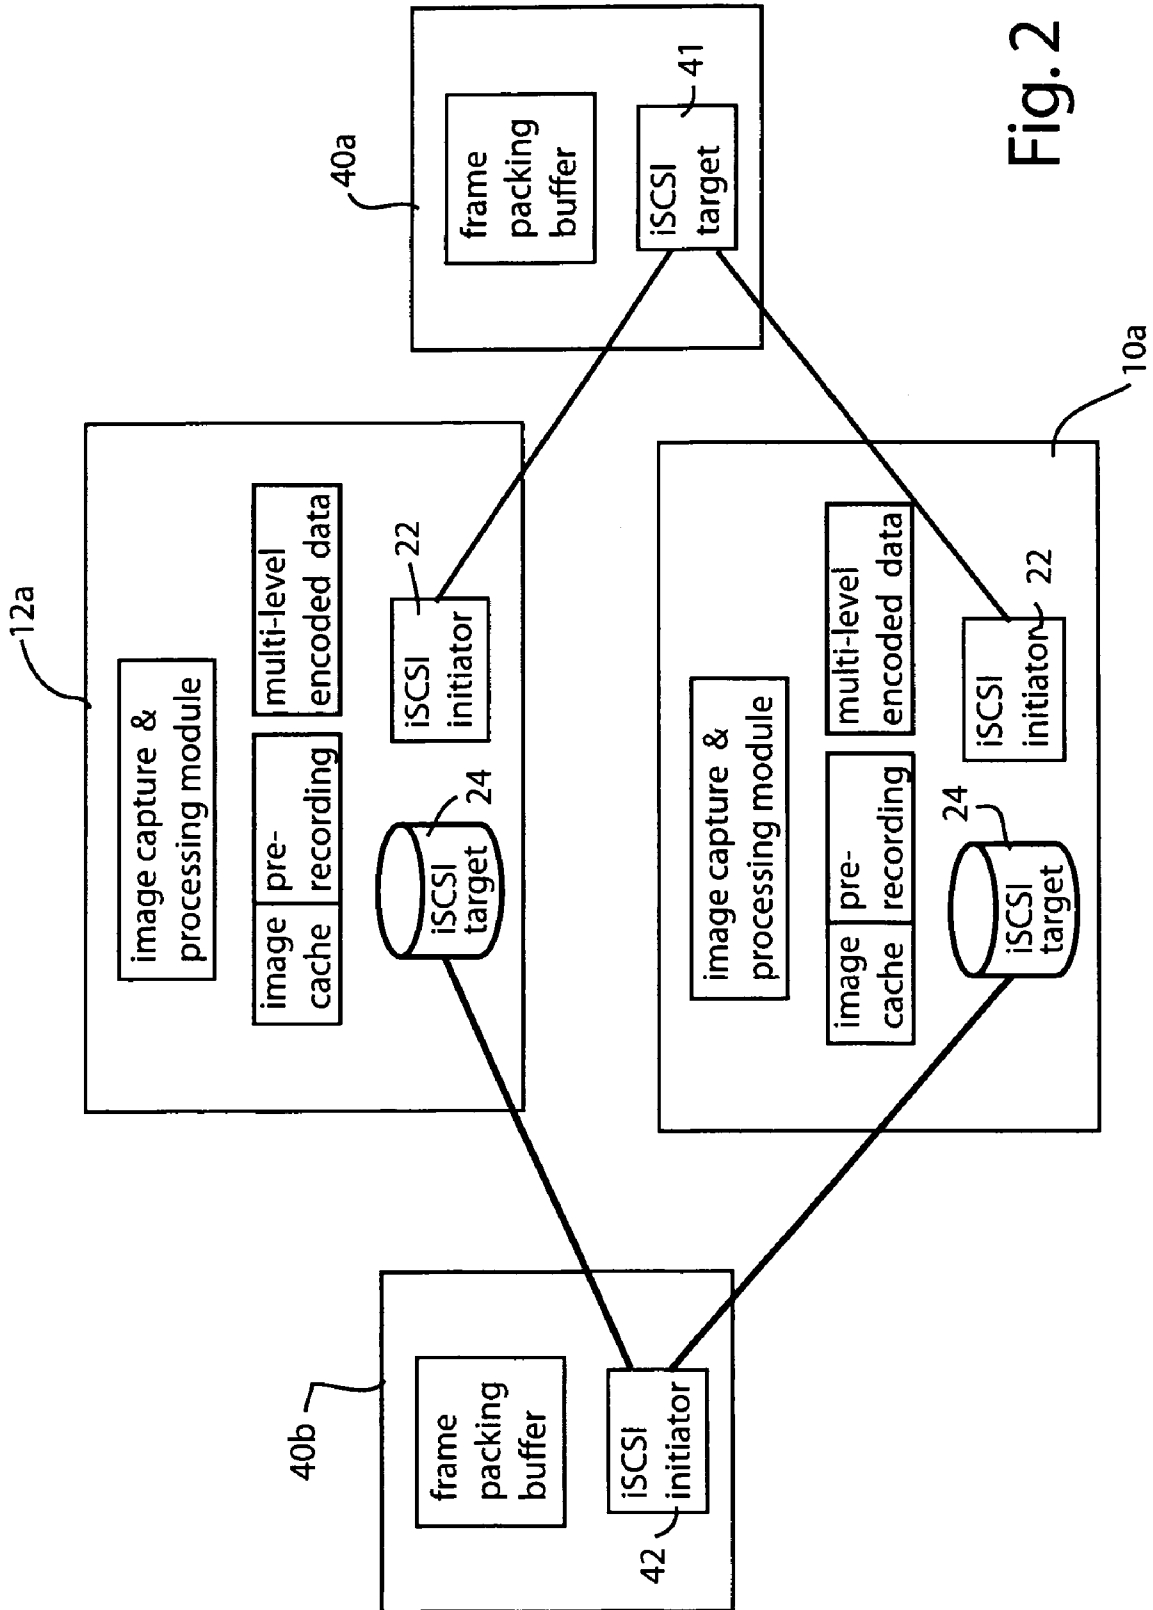 40b
frame
packing
buffer
iSCSI
initiator
42
12a
image capture &
processing module
image
cache
pre-
recording
multi-level
encoded data
iSCSI
target
24
iSCSI
initiator
22
image capture &
processing module
image
cache
pre-
recording
multi-level
encoded data
iSCSI
target
24
iSCSI
initiator
22
10a
40a
frame
packing
buffer
iSCSI
target
41
Fig. 2